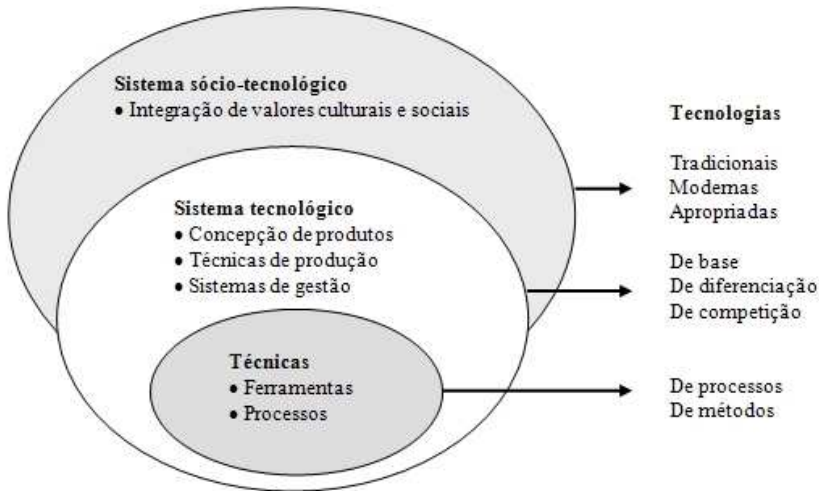 Sistema sócio-tecnológico
• Integração de valores culturais e sociais
Sistema tecnológico
• Concepção de produtos
• Técnicas de produção
• Sistemas de gestão
Técnicas
• Ferramentas
• Processos
Tecnologias
Tradicionais
Modernas
Apropriadas
De base
De diferenciação
De competição
De processos
De métodos